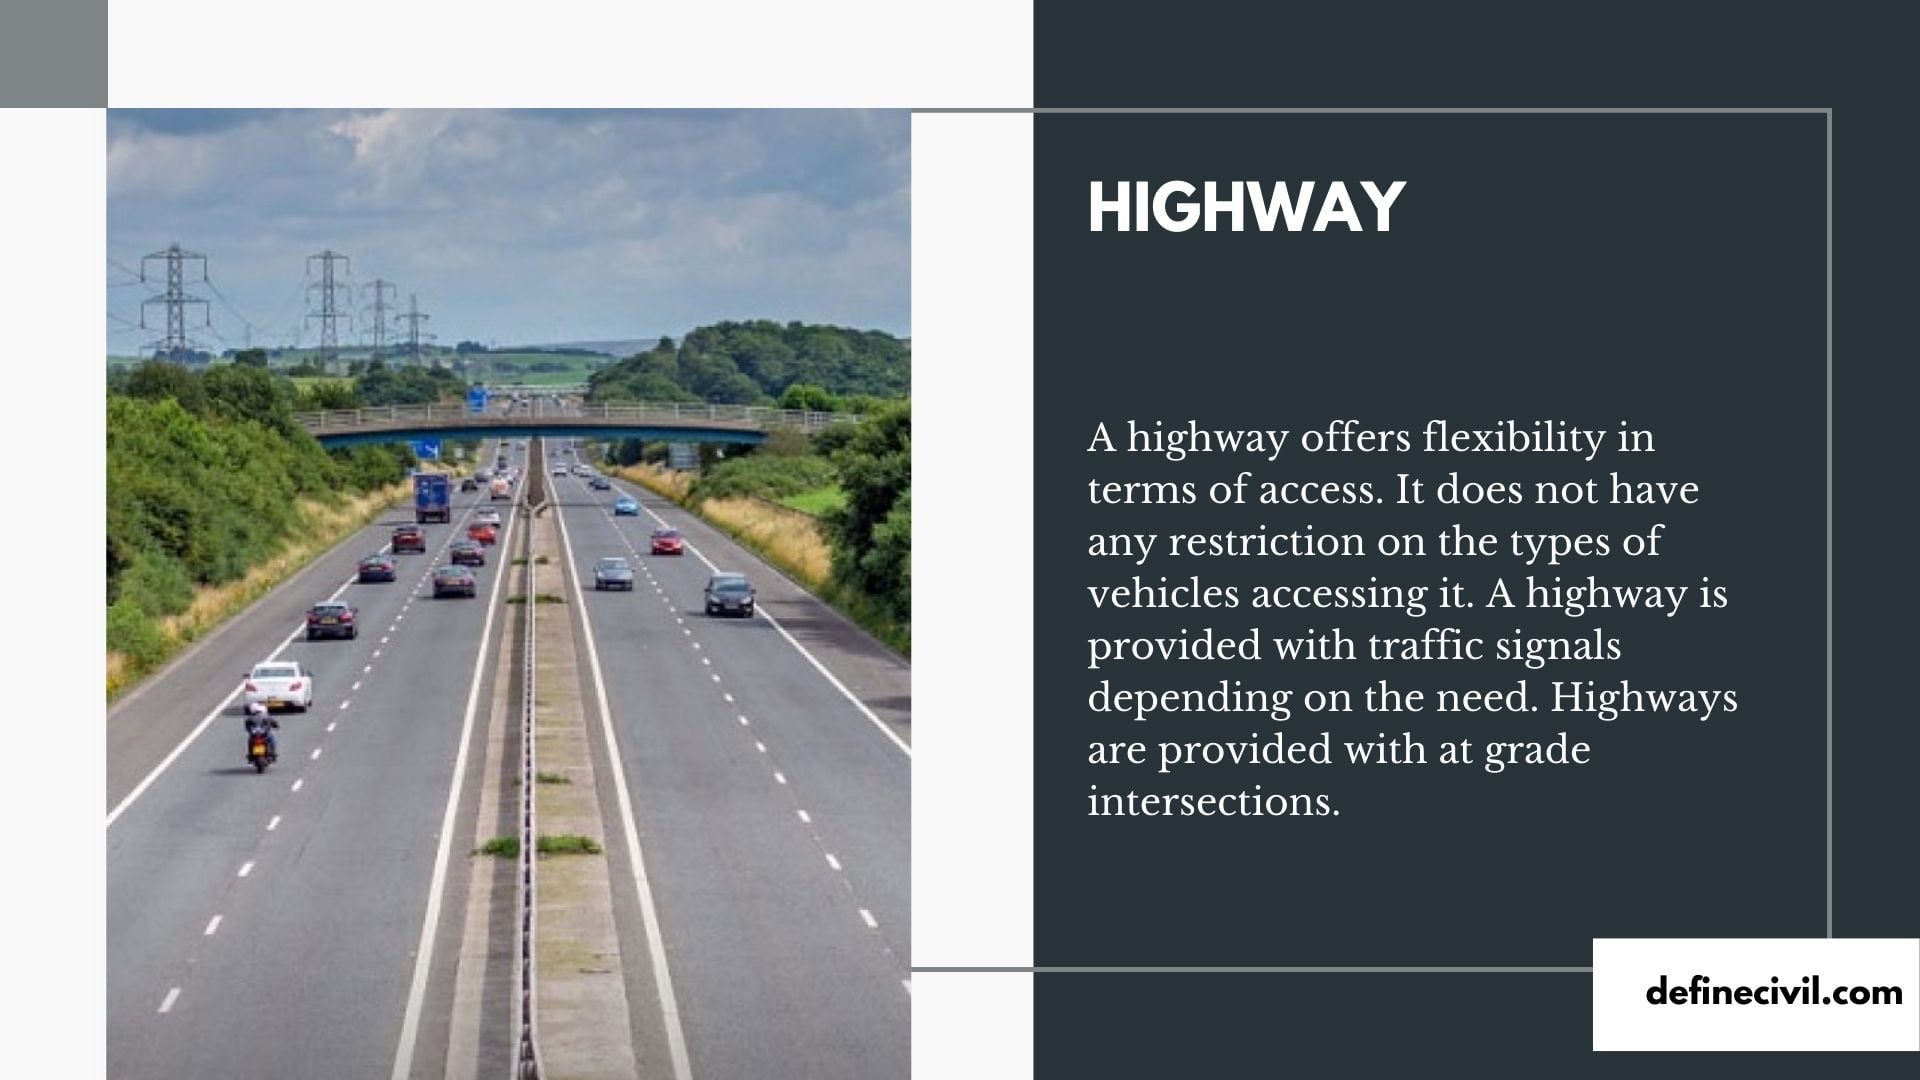 HIGHWAY
A highway offers flexibility in
terms of access. It does not have
any restriction on the types of
vehicles accessing it. A highway is
provided with traffic signals
depending on the need. Highways
are provided with at grade
intersections.
definecivil.com